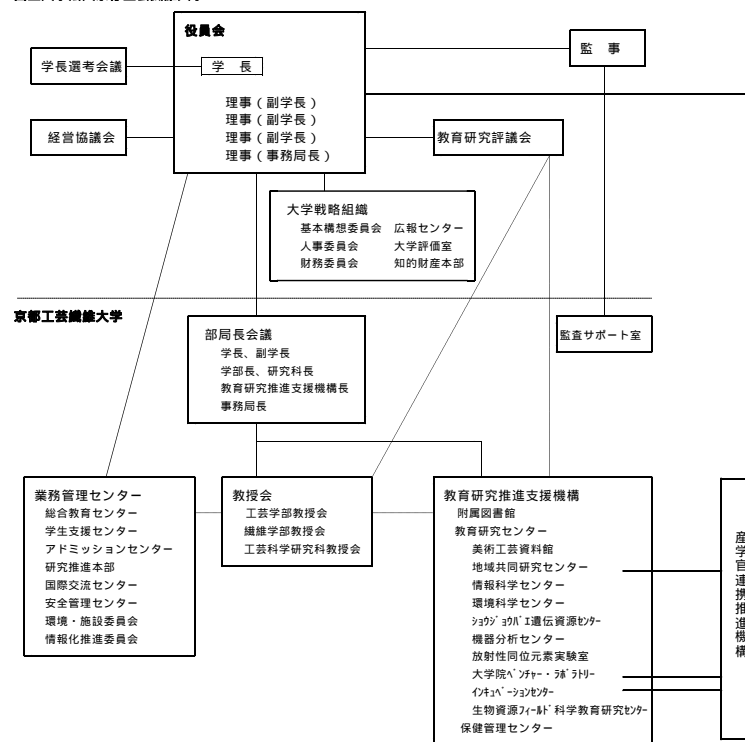 役員会
学　長
学長選考会議
監　事
理事（副学長）
理事（副学長）
理事（副学長）
理事（事務局長）
経営協議会
教育研究評議会
大学戦略組織
基本構想委員会　広報センター
人事委員会　大学評価室
財務委員会　知的財産本部
京都工芸繊維大学
部局長会議
学長、副学長
学部長、研究科長
教育研究推進支援機構長
事務局長
監査サポート室
業務管理センター
総合教育センター
学生支援センター
アドミッションセンター
研究推進本部
国際交流センター
安全管理センター
環境・施設委員会
情報化推進委員会
教授会
工芸学部教授会
繊維学部教授会
工芸科学研究科教授会
教育研究推進支援機構
附属図書館
教育研究センター
美術工芸資料館
地域共同研究センター
情報科学センター
環境科学センター
ｼｮｳｼﾞｮｳﾊﾞｴ遺伝資源ｾﾝﾀｰ
機器分析センター
放射性同位元素実験室
大学院ﾍﾞﾝﾁｬｰ・ﾗﾎﾞﾗﾄﾘｰ
ｲﾝｷｭﾍﾞｰｼｮﾝｾﾝﾀｰ
生物資源ﾌｨｰﾙﾄﾞ科学教育研究ｾﾝﾀｰ
保健管理センター
産学官連携推進機構